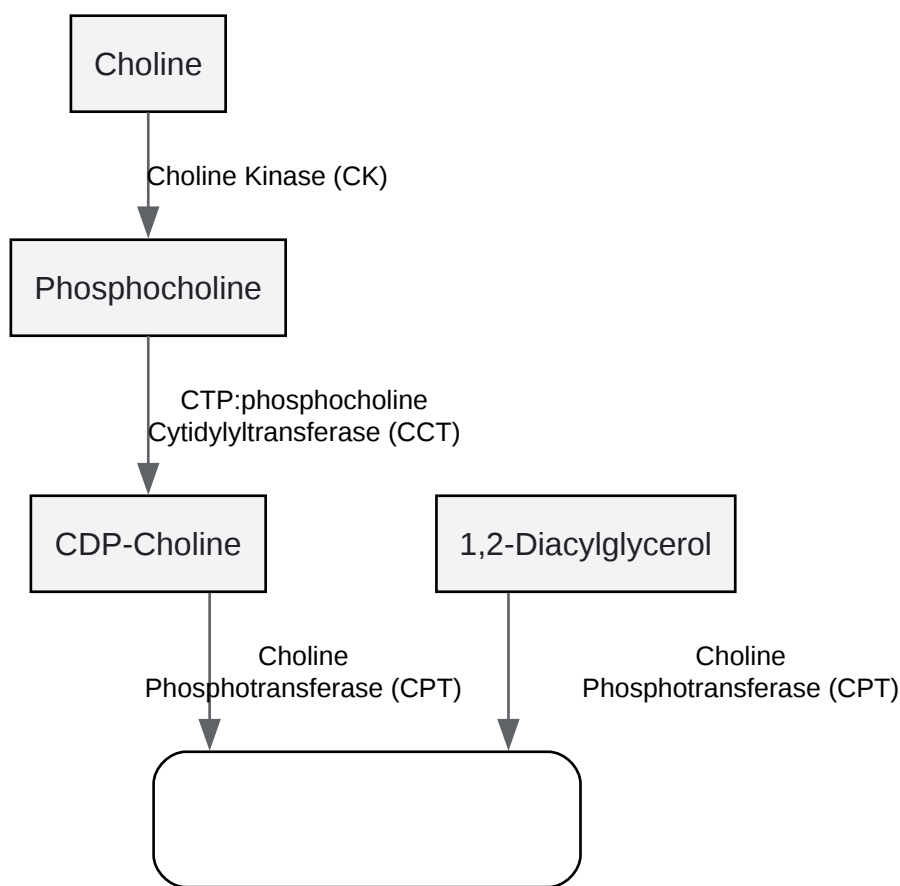 Choline
Choline Kinase (CK)
Phosphocholine
CTP:phosphocholine
Cytidylyltransferase (CCT)
CDP-Choline
1,2-Diacylglycerol
Choline
Phosphotransferase (CPT)
Choline
Phosphotransferase (CPT)